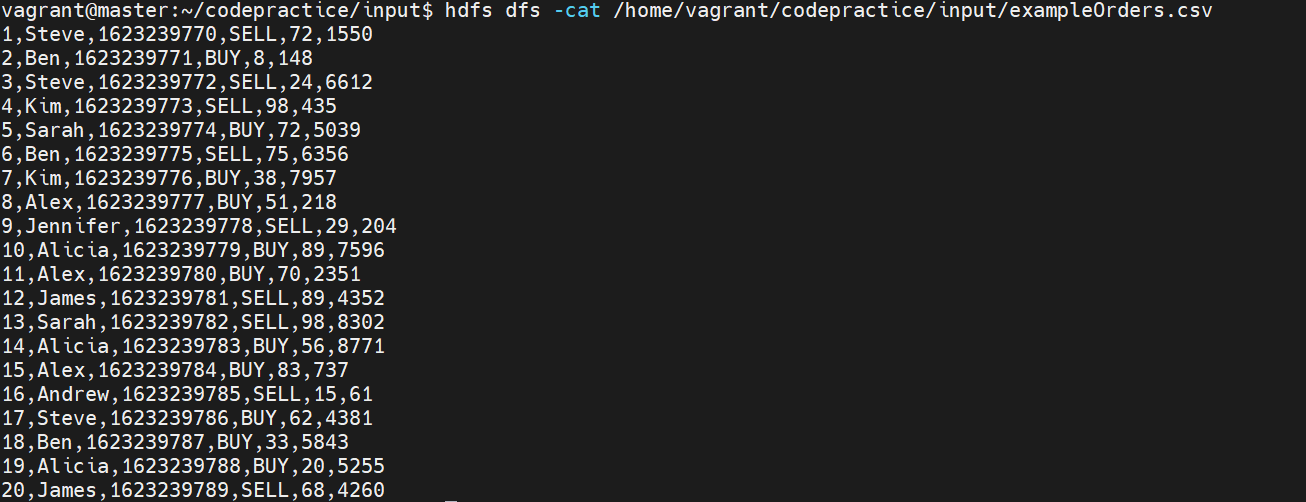 vagrant@master:~/codepractice/input$ hdfs dfs -cat /home/vagrant/codepractice/input/exampleOrders.csv
1,Steve,1623239770,SELL,72,1550
2,Ben,1623239771,BUY,8,148
3,Steve,1623239772,SELL,24,6612
4,Kim,1623239773,SELL,98,435
5,Sarah,1623239774,BUY,72,5039
6,Ben,1623239775,SELL,75,6356
7,Kim,1623239776,BUY,38,7957
8,Alex,1623239777,BUY,51,218
9,Jennifer,1623239778,SELL,29,204
10,Alicia,1623239779,BUY,89,7596
11,Alex,1623239780,BUY,70,2351
12,James,1623239781,SELL,89,4352
13,Sarah,1623239782,SELL,98,8302
14,Alicia,1623239783,BUY,56,8771
15,Alex,1623239784,BUY,83,737
16,Andrew,1623239785,SELL,15,61
17,Steve,1623239786,BUY,62,4381
18,Ben,1623239787,BUY,33,5843
19,Alicia,1623239788,BUY,20,5255
20,James,1623239789,SELL,68,4260